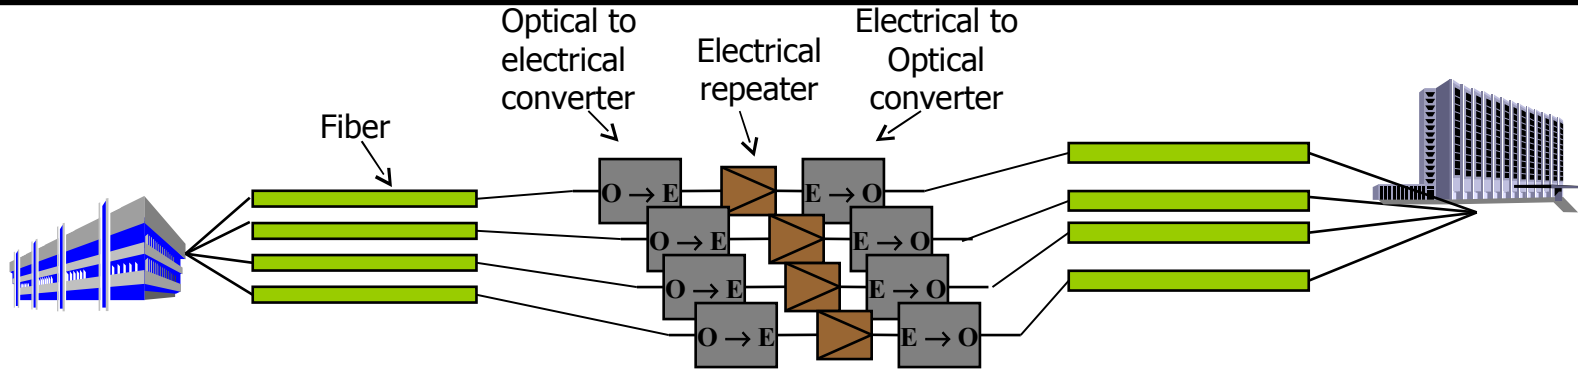 Optical to
electrical
converter
Electrical
repeater
Electrical to
Optical
converter
Fiber
O → E
E → O
O → E
E → O
O → E
E → O
O → E
E → O